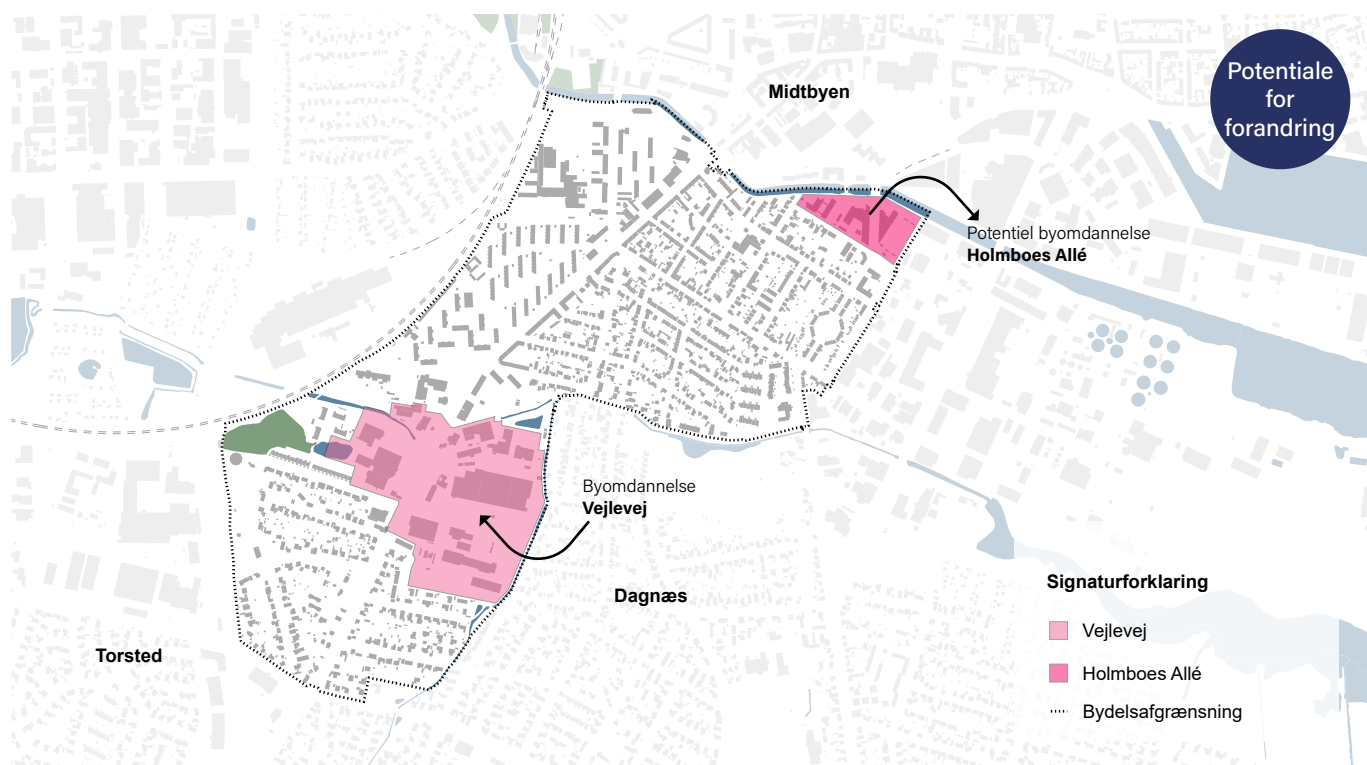 Potentiale
for
forandring
Midtbyen
Potentiel byomdannelse
Holmboes Allé
Byomdannelse
Vejlevej
Dagnæs
Torsted
Signaturforklaring
Vejlevej
Holmboes Allé
Bydelsafgrænsning